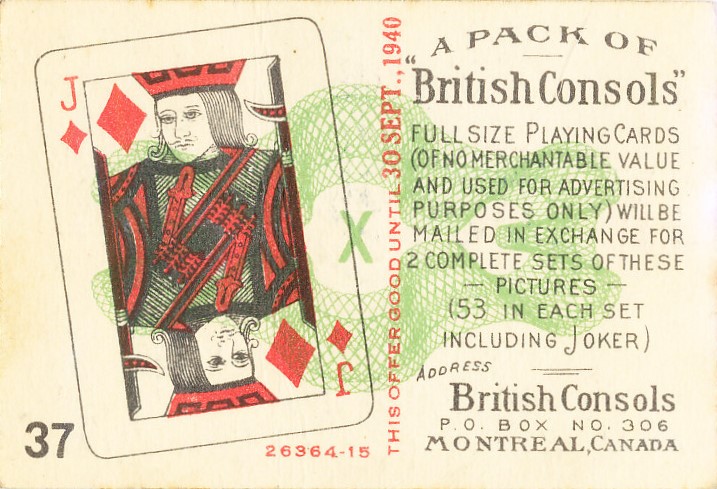 J
37
26364-15
THIS OFFER GOOD UNTIL 30 SEPT., 1940
X
A PACK OF
"British Consols"
FULL SIZE PLAYING CARDS
(OF NO MERCHANTABLE VALUE
AND USED FOR ADVERTISING
PURPOSES ONLY) WILL BE
MAILED IN EXCHANGE FOR
2 COMPLETE SETS OF THESE
— PICTURES —
(53 IN EACH SET
INCLUDING JOKER)
ADDRESS
British Consols
P.O. BOX NO. 306
MONTREAL, CANADA
J